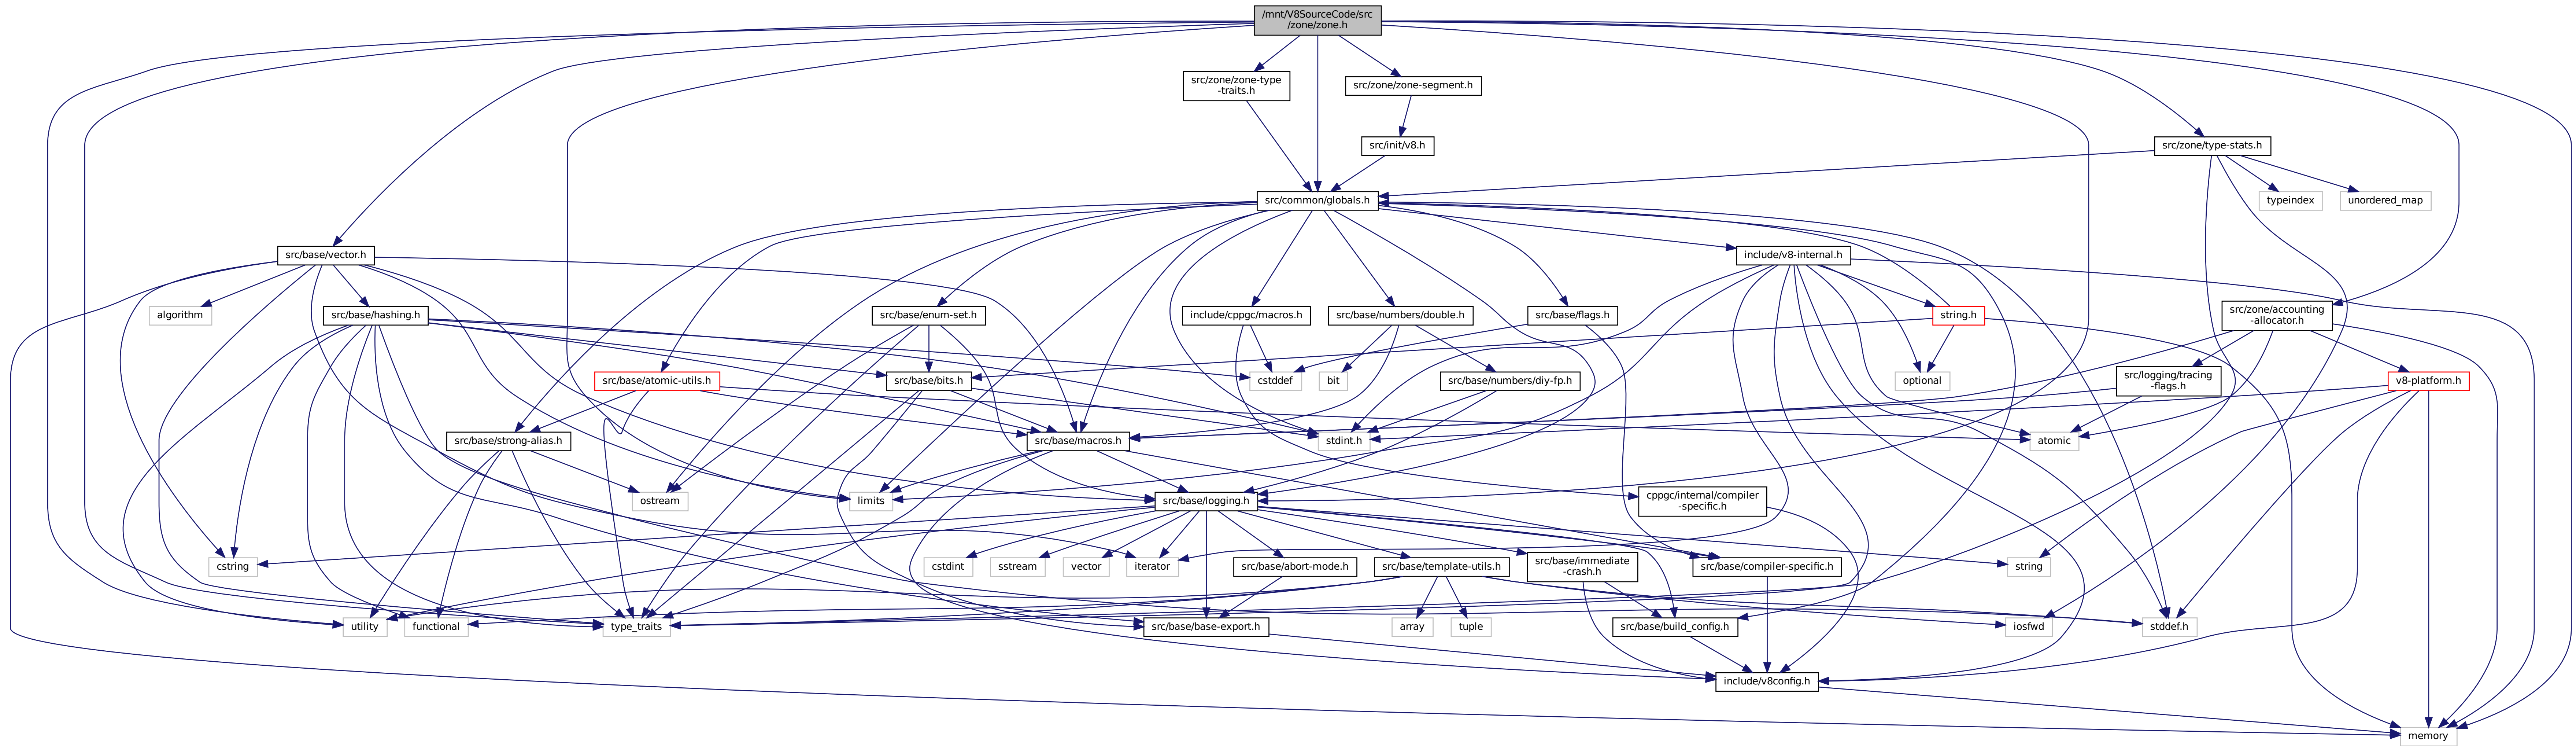 /mnt/V8SourceCode/src
/zone/zone.h
src/zone/zone-type
-traits.h
src/zone/zone-segment.h
src/init/v8.h
src/zone/type-stats.h
src/common/globals.h
typeindex
unordered_map
src/base/vector.h
include/v8-internal.h
algorithm
src/base/hashing.h
src/base/enum-set.h
include/cppgc/macros.h
src/base/numbers/double.h
src/base/flags.h
string.h
src/zone/accounting
-allocator.h
src/base/atomic-utils.h
src/base/bits.h
cstddef
bit
src/base/numbers/diy-fp.h
optional
src/logging/tracing
-flags.h
v8-platform.h
src/base/strong-alias.h
src/base/macros.h
stdint.h
atomic
ostream
limits
src/base/logging.h
cppgc/internal/compiler
-specific.h
cstring
cstdint
sstream
vector
iterator
src/base/abort-mode.h
src/base/template-utils.h
src/base/immediate
-crash.h
src/base/compiler-specific.h
string
utility
functional
type_traits
src/base/base-export.h
array
tuple
src/base/build_config.h
iosfwd
stddef.h
include/v8config.h
memory